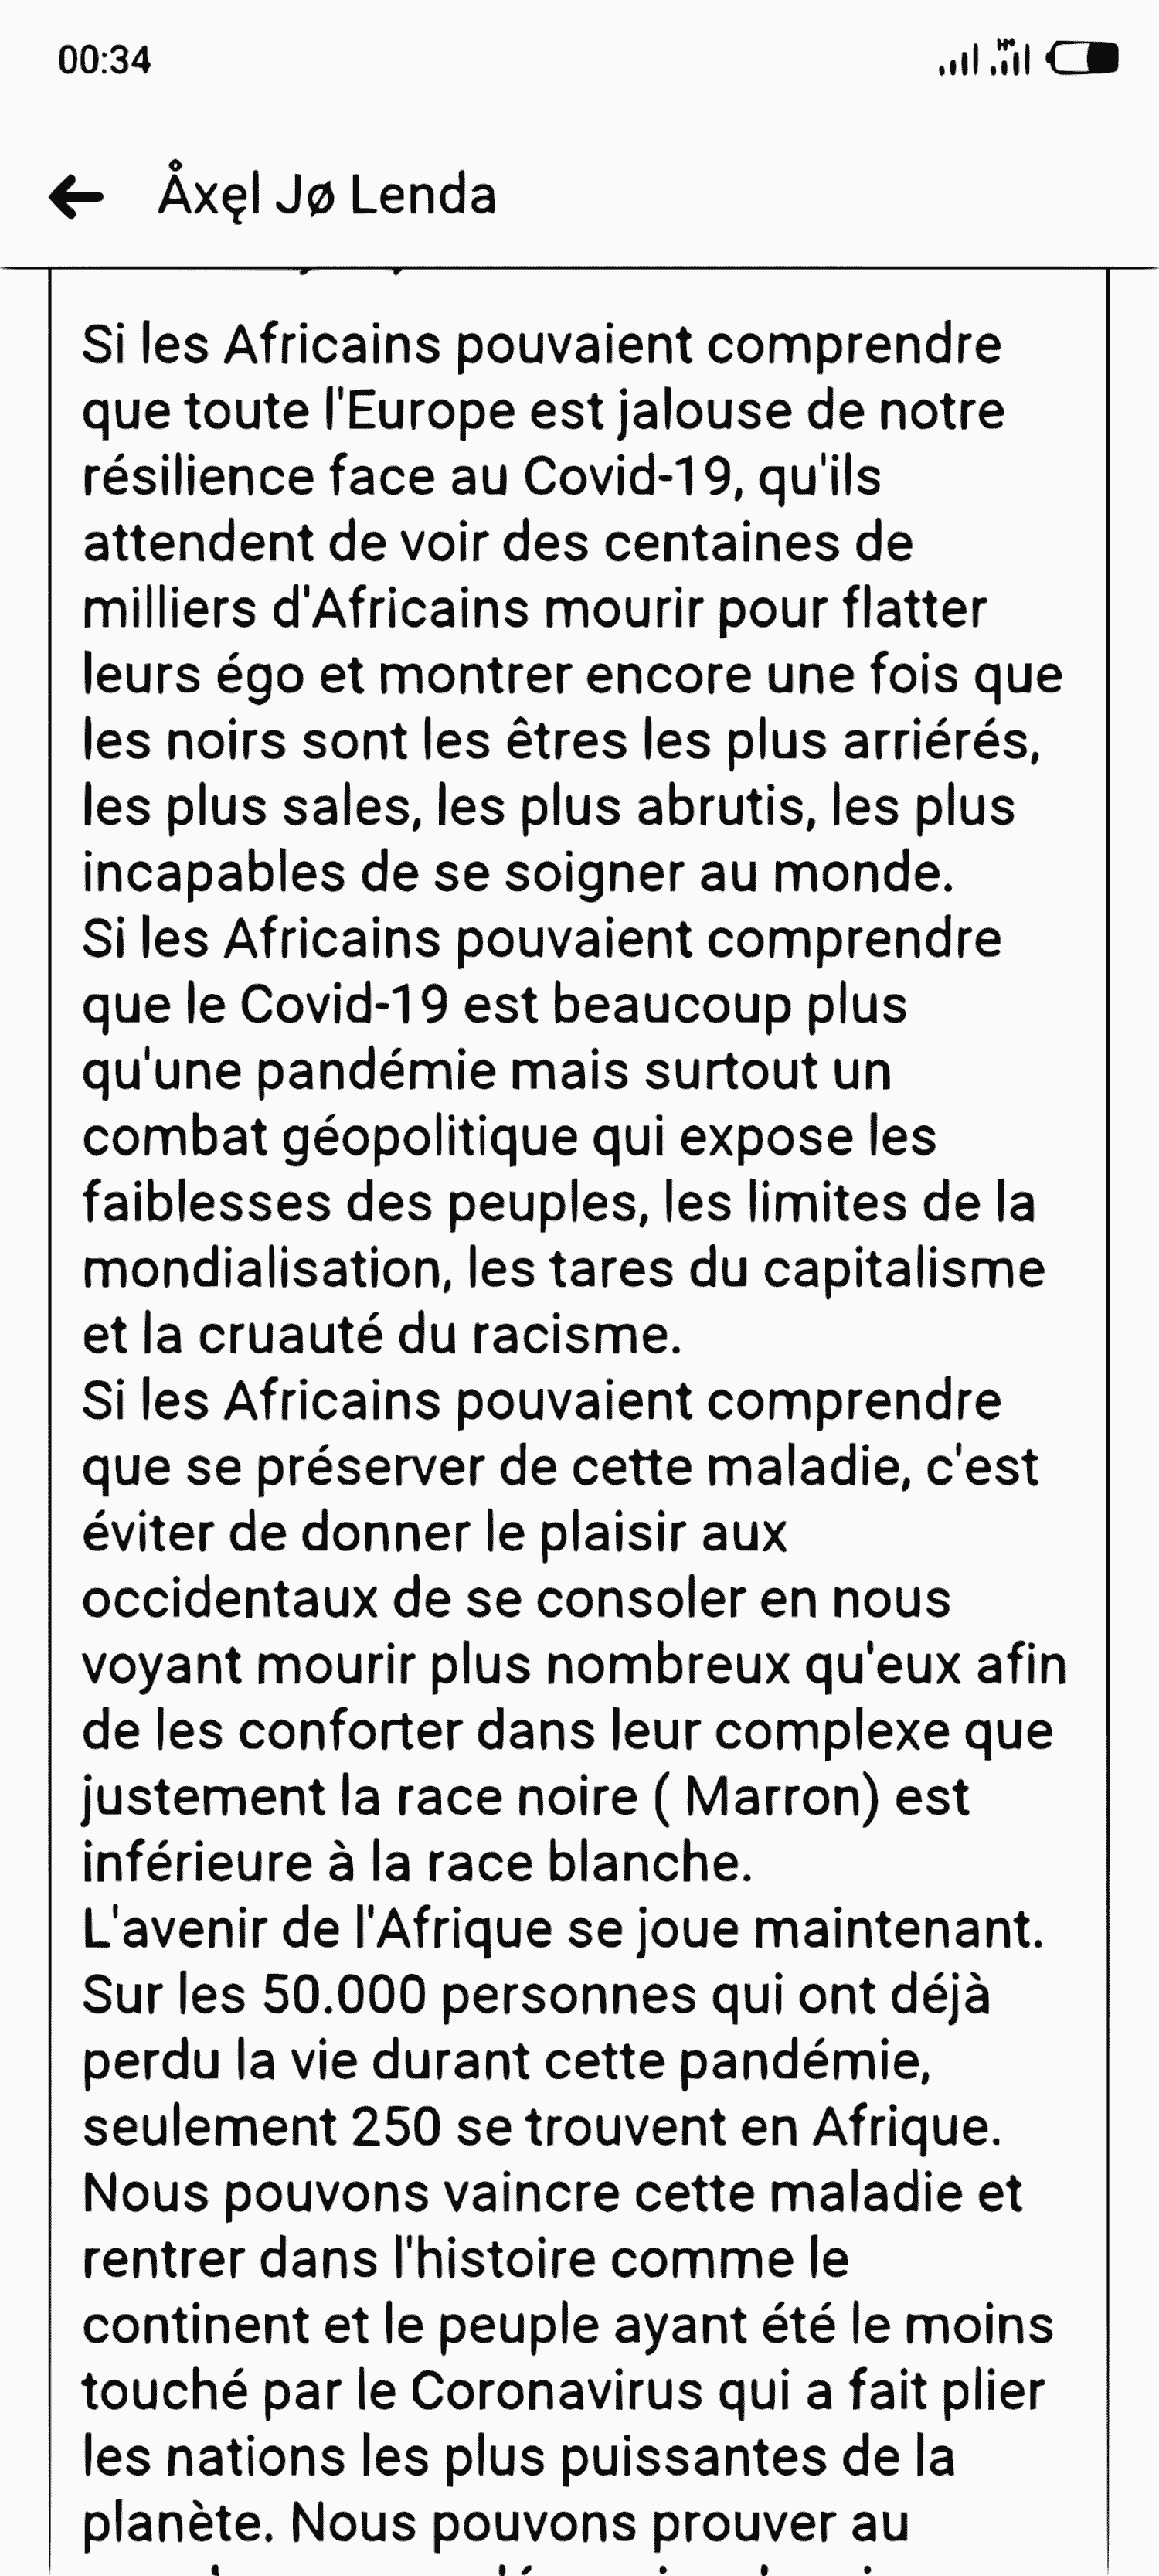 00:34
Åxęl Jø Lenda
Si les Africains pouvaient comprendre
que toute l'Europe est jalouse de notre
résilience face au Covid-19, qu'ils
attendent de voir des centaines de
milliers d'Africains mourir pour flatter
leurs égo et montrer encore une fois que
les noirs sont les êtres les plus arriérés,
les plus sales, les plus abrutis, les plus
incapables de se soigner au monde.
Si les Africains pouvaient comprendre
que le Covid-19 est beaucoup plus
qu'une pandémie mais surtout un
combat géopolitique qui expose les
faiblesses des peuples, les limites de la
mondialisation, les tares du capitalisme
et la cruauté du racisme.
Si les Africains pouvaient comprendre
que se préserver de cette maladie, c'est
éviter de donner le plaisir aux
occidentaux de se consoler en nous
voyant mourir plus nombreux qu'eux afin
de les conforter dans leur complexe que
justement la race noire ( Marron) est
inférieure à la race blanche.
L'avenir de l'Afrique se joue maintenant.
Sur les 50.000 personnes qui ont déjà
perdu la vie durant cette pandémie,
seulement 250 se trouvent en Afrique.
Nous pouvons vaincre cette maladie et
rentrer dans l'histoire comme le
continent et le peuple ayant été le moins
touché par le Coronavirus qui a fait plier
les nations les plus puissantes de la
planète. Nous pouvons prouver au